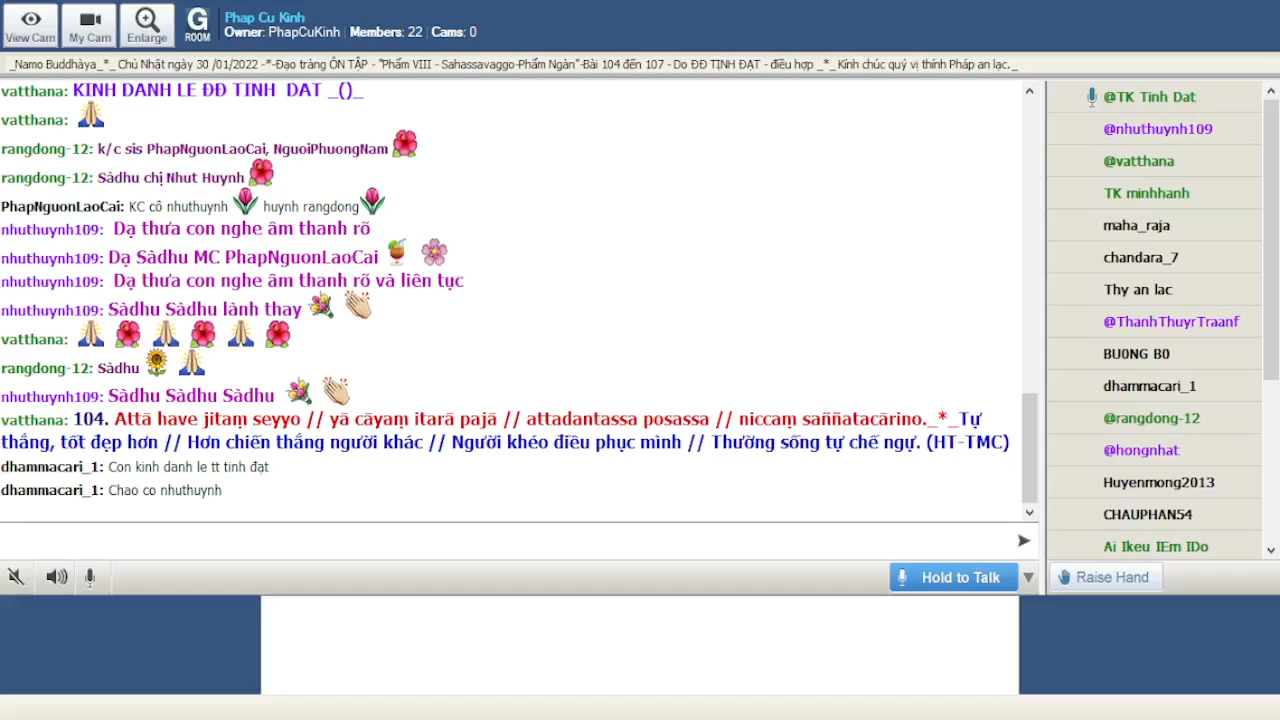 View Cam
My Cam
Enlarge
G
ROOM
Phap Cu Kinh
Owner: PhapCuKinh | Members: 22 | Cams: 0
_Namo Buddhàya_*_ Chủ Nhật ngày 30 /01/2022 -*-Đạo tràng ÔN TẬP - "Phẩm VIII - Sahassavaggo-Phẩm Ngàn"-Bài 104 đến 107 - Do ĐĐ TỊNH ĐẠT - điều hợp _*_Kính chúc quý vị thính Pháp an lạc._
vatthana: KINH DANH LE ĐĐ TINH DAT _()_
vatthana:
rangdong-12: k/c sis PhapNguonLaoCai, NguoiPhuongNam
rangdong-12: Sàdhu chị Nhut Huynh
PhapNguonLaoCai: KC cô nhuthuynh huynh rangdong
nhuthuynh109: Dạ thưa con nghe âm thanh rõ
nhuthuynh109: Dạ Sàdhu MC PhapNguonLaoCai
nhuthuynh109: Dạ thưa con nghe âm thanh rõ và liên tục
nhuthuynh109: Sàdhu Sàdhu lành thay
vatthana:
rangdong-12: Sàdhu
nhuthuynh109: Sàdhu Sàdhu Sàdhu
vatthana: 104. Attā have jitaṃ seyyo // yā cāyaṃ itarā pajā // attadantassa posassa // niccaṃ saññatacārino._*_Tự
thắng, tốt đẹp hơn // Hơn chiến thắng người khác // Người khéo điều phục mình // Thường sống tự chế ngự. (HT-TMC)
dhammacari_1: Con kinh danh le tt tinh đạt
dhammacari_1: Chao co nhuthuynh
@TK Tinh Dat
@nhuthuynh109
@vatthana
TK minhhanh
maha_raja
chandara_7
Thy an lac
@ThanhThuyrTraanf
BU0NG B0
dhammacari_1
@rangdong-12
@hongnhat
Huyenmong2013
CHAUPHAN54
Ai Ikeu IEm IDo
Hold to Talk
Raise Hand